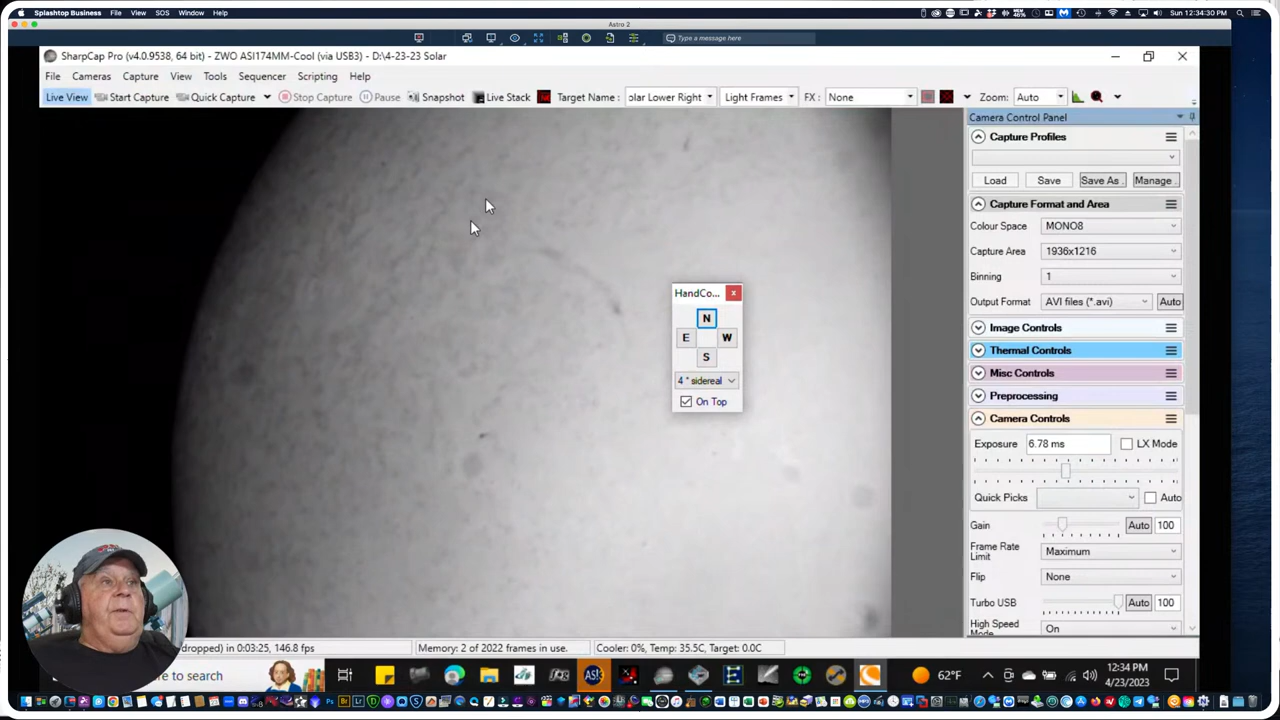 Splashtop Business File View SOS Window Help Sun 12:34:30 PM
Astro 2
Type a message here
SharpCap Pro (v4.0.9538, 64 bit) - ZWO ASI174MM-Cool (via USB3) - D:\4-23-23 Solar
File Cameras Capture View Tools Sequencer Scripting Help
Live View Start Capture Quick Capture Stop Capture Pause Snapshot Live Stack Target Name : olar Lower Right Light Frames FX : None Zoom: Auto
Camera Control Panel
Capture Profiles
Load Save Save As . Manage .
Capture Format and Area
Colour Space MONO8
Capture Area 1936x1216
Binning 1
Output Format AVI files (*.avi) Auto
Image Controls
Thermal Controls
Misc Controls
Preprocessing
Camera Controls
Exposure 6.78 ms LX Mode
Quick Picks Auto
Gain Auto 100
Frame Rate
Limit Maximum
Flip None
Turbo USB Auto 100
High Speed
Mode On
HandCo...
N
E W
S
4 * sidereal
On Top
dropped) in 0:03:25, 146.8 fps Memory: 2 of 2022 frames in use. Cooler: 0%, Temp: 35.5C, Target: 0.0C
e to search 62°F 12:34 PM
4/23/2023